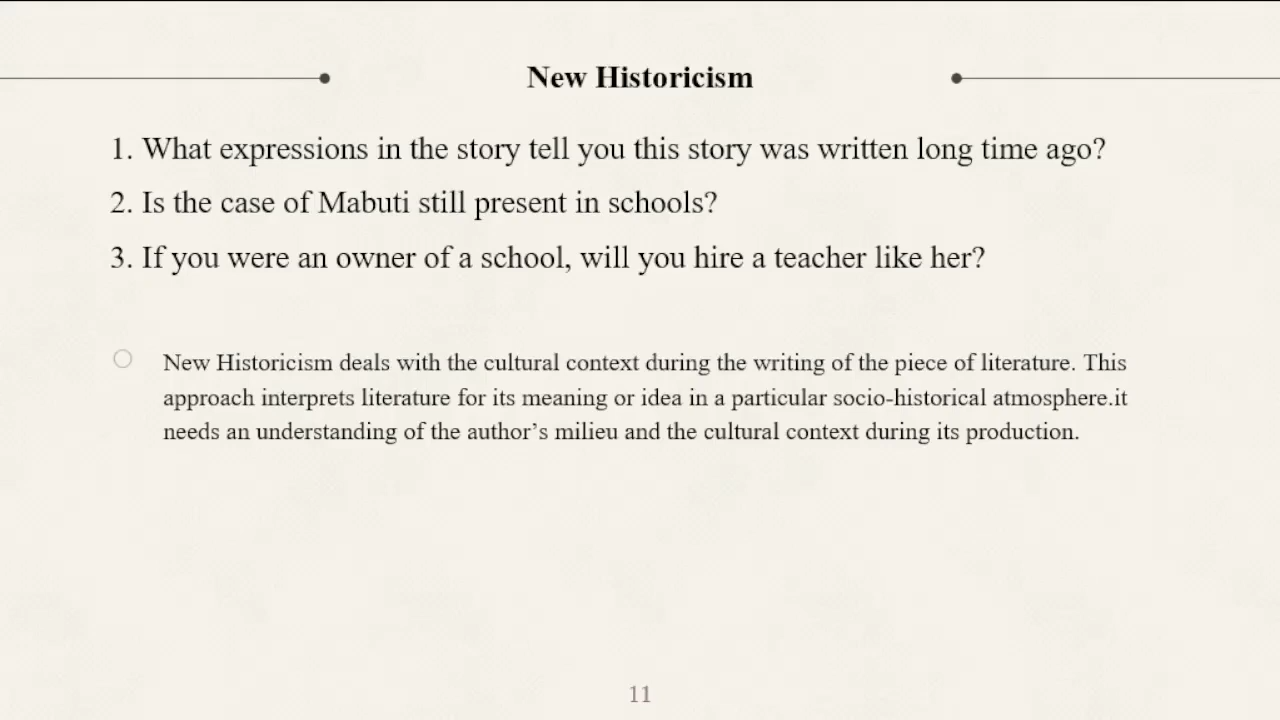 New Historicism
1. What expressions in the story tell you this story was written long time ago?
2. Is the case of Mabuti still present in schools?
3. If you were an owner of a school, will you hire a teacher like her?
New Historicism deals with the cultural context during the writing of the piece of literature. This
approach interprets literature for its meaning or idea in a particular socio-historical atmosphere.it
needs an understanding of the author’s milieu and the cultural context during its production.
11